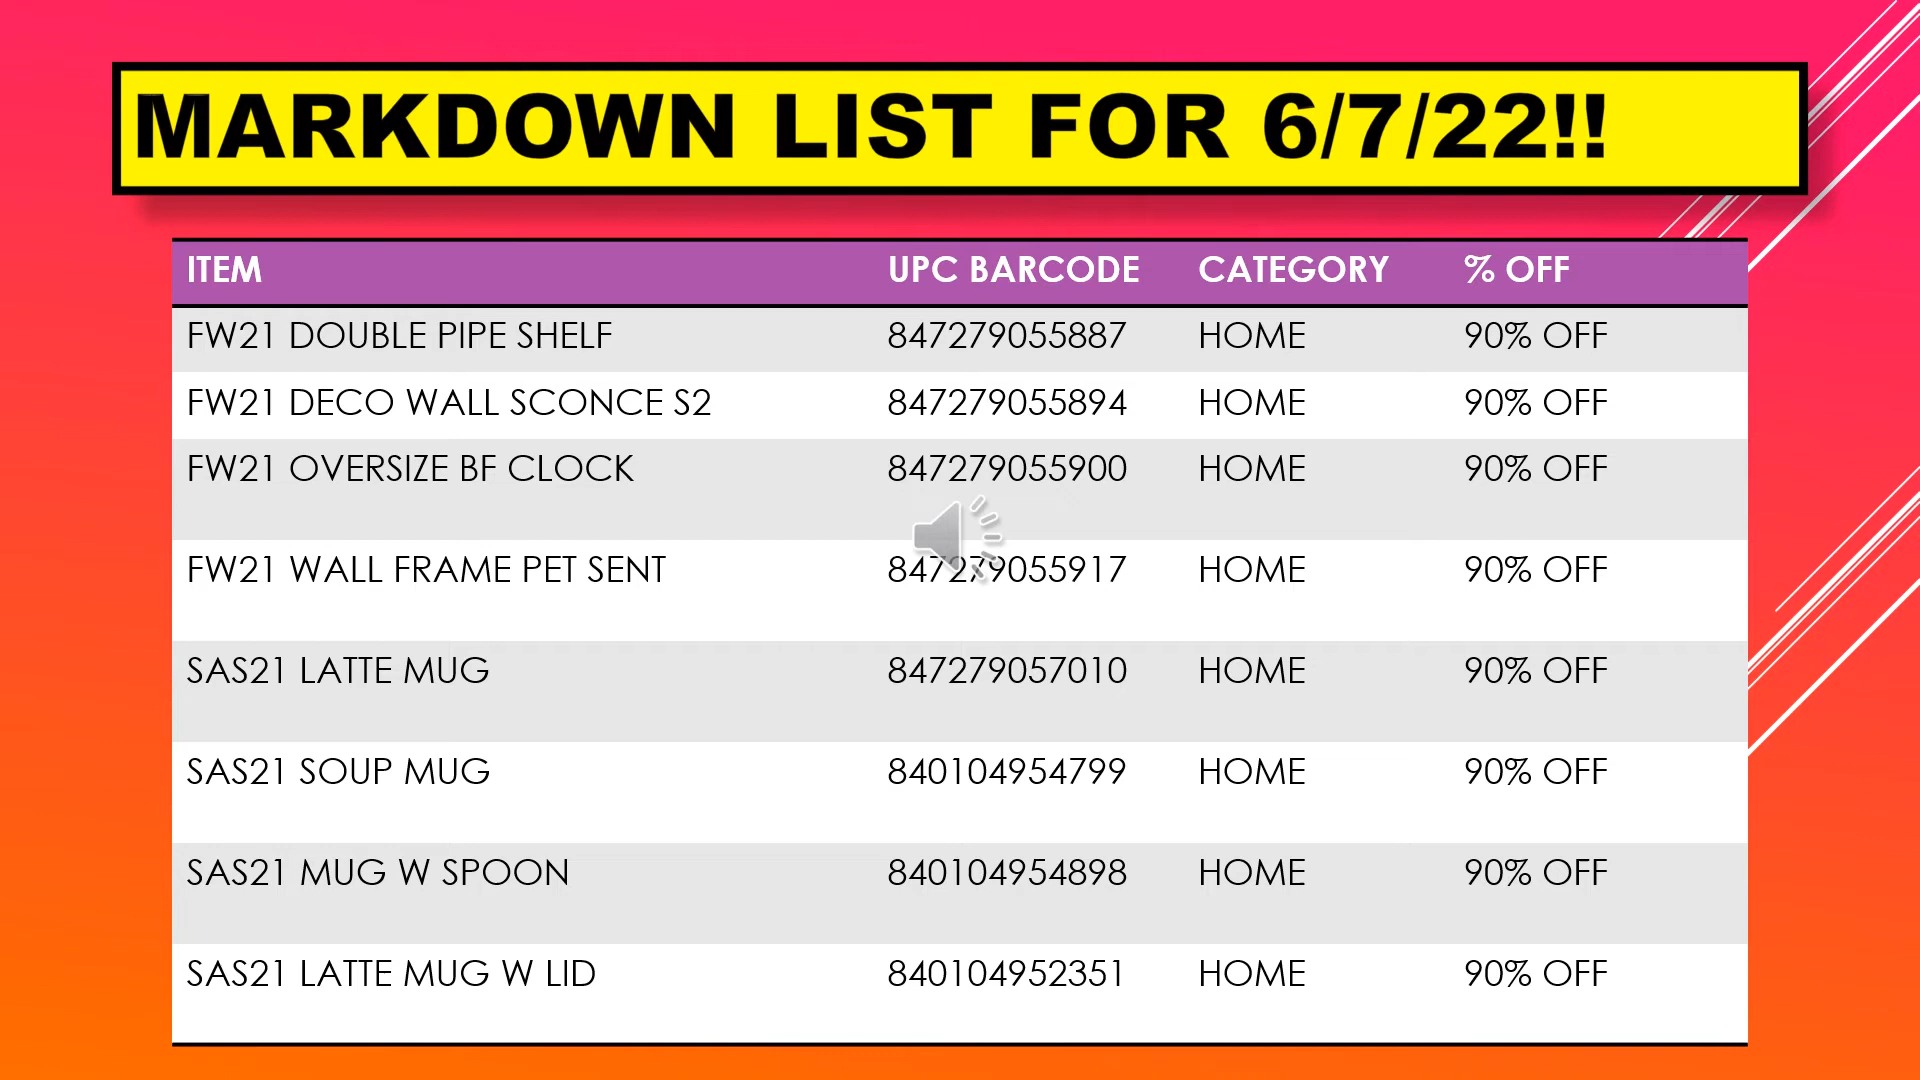 MARKDOWN LIST FOR 6/7/22!!
ITEM UPC BARCODE CATEGORY % OFF
FW21 DOUBLE PIPE SHELF 847279055887 HOME 90% OFF
FW21 DECO WALL SCONCE S2 847279055894 HOME 90% OFF
FW21 OVERSIZE BF CLOCK 847279055900 HOME 90% OFF
FW21 WALL FRAME PET SENT 847279055917 HOME 90% OFF
SAS21 LATTE MUG 847279057010 HOME 90% OFF
SAS21 SOUP MUG 840104954799 HOME 90% OFF
SAS21 MUG W SPOON 840104954898 HOME 90% OFF
SAS21 LATTE MUG W LID 840104952351 HOME 90% OFF